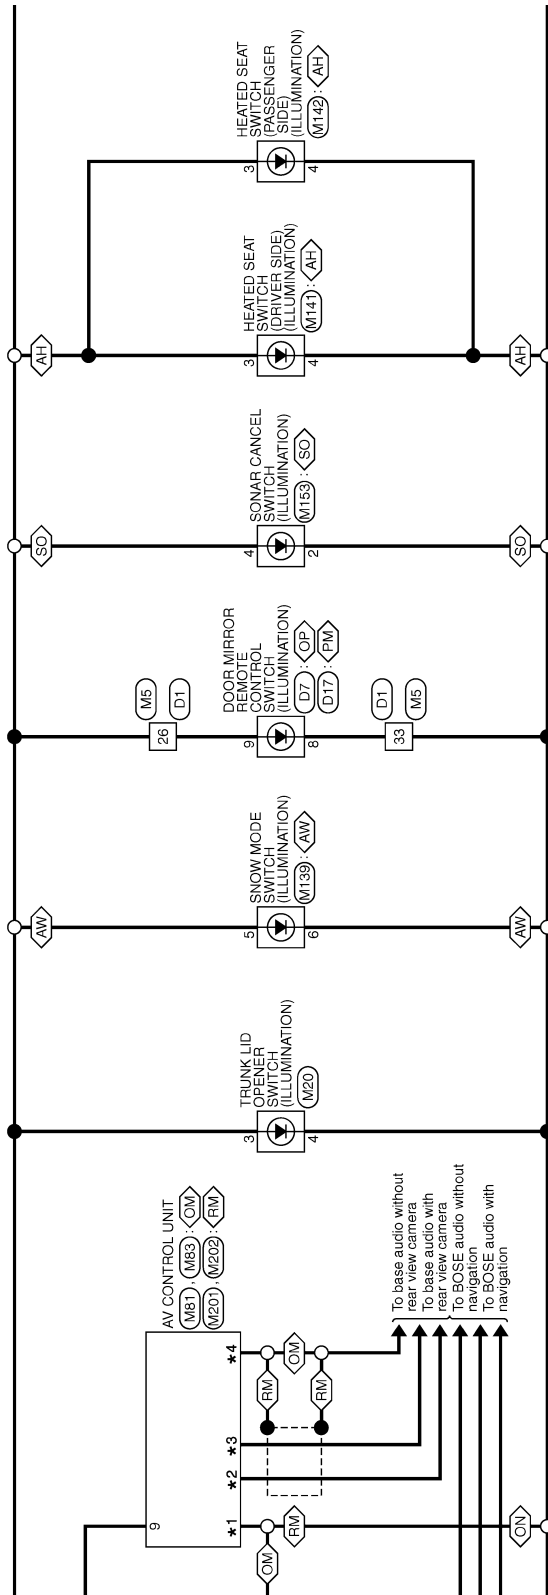 HEATED SEAT
SWITCH
(PASSENGER
SIDE)
(ILLUMINATION)
M142 : AH
3
4
HEATED SEAT
SWITCH
(DRIVER SIDE)
(ILLUMINATION)
M141 : AH
AH
3
4
AH
SONAR CANCEL
SWITCH
(ILLUMINATION)
M153 : SO
SO
4
2
SO
DOOR MIRROR
REMOTE
CONTROL
SWITCH
(ILLUMINATION)
D7 : OP
D17 : PM
M5
D1
26
9
8
33
D1
M5
SNOW MODE
SWITCH
(ILLUMINATION)
M139 : AW
AW
5
6
AW
TRUNK LID
OPENER
SWITCH
(ILLUMINATION)
M20
3
4
AV CONTROL UNIT
M81 , M83 : OM
M201 , M202 : RM
To base audio without
rear view camera
To base audio with
rear view camera
To BOSE audio without
navigation
To BOSE audio with
navigation
*4
RM
OM
RM
*3
*2
9
*1
OM
RM
ON